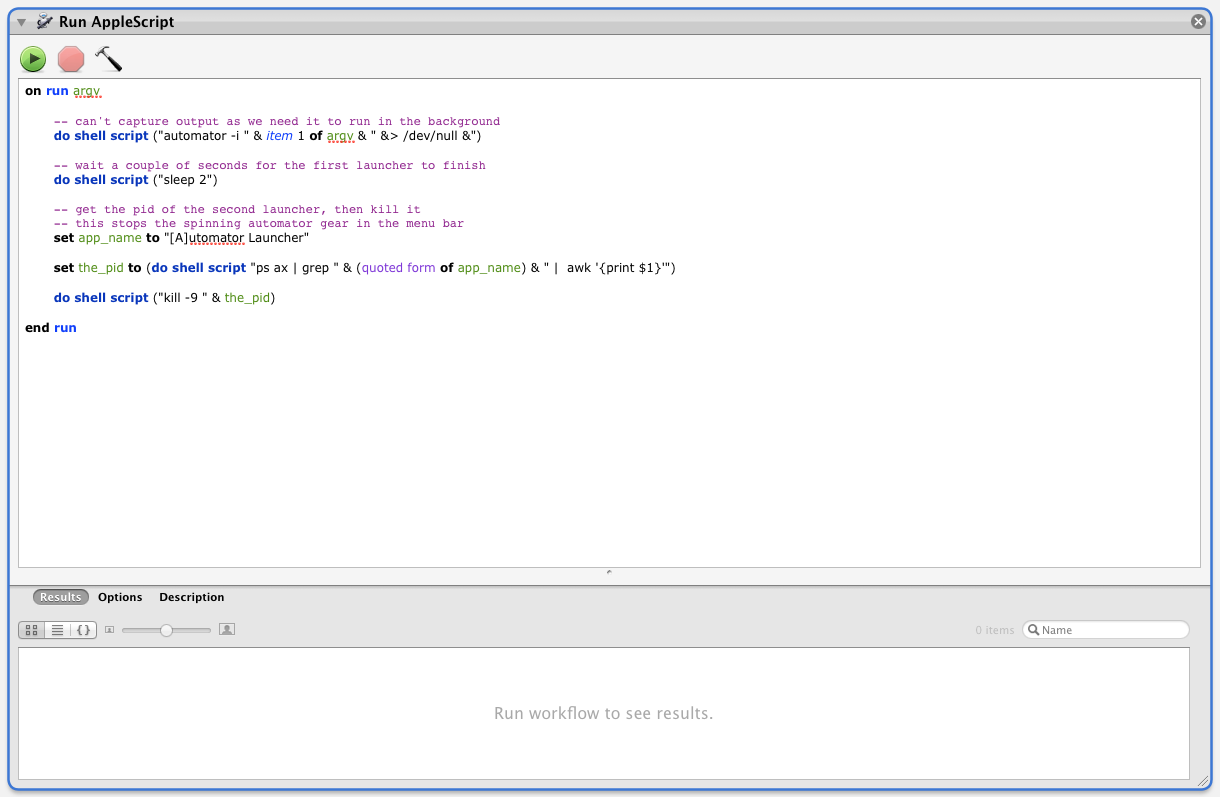 Run AppleScript
on run argv
-- can't capture output as we need it to run in the background
do shell script ("automator -i " & item 1 of argv & " &> /dev/null &")
-- wait a couple of seconds for the first launcher to finish
do shell script ("sleep 2")
-- get the pid of the second launcher, then kill it
-- this stops the spinning automator gear in the menu bar
set app_name to "[A]utomator Launcher"
set the_pid to (do shell script "ps ax | grep " & (quoted form of app_name) & " |  awk '{print $1}'")
do shell script ("kill -9 " & the_pid)
end run
Results Options Description
{ } 0 items Name
Run workflow to see results.